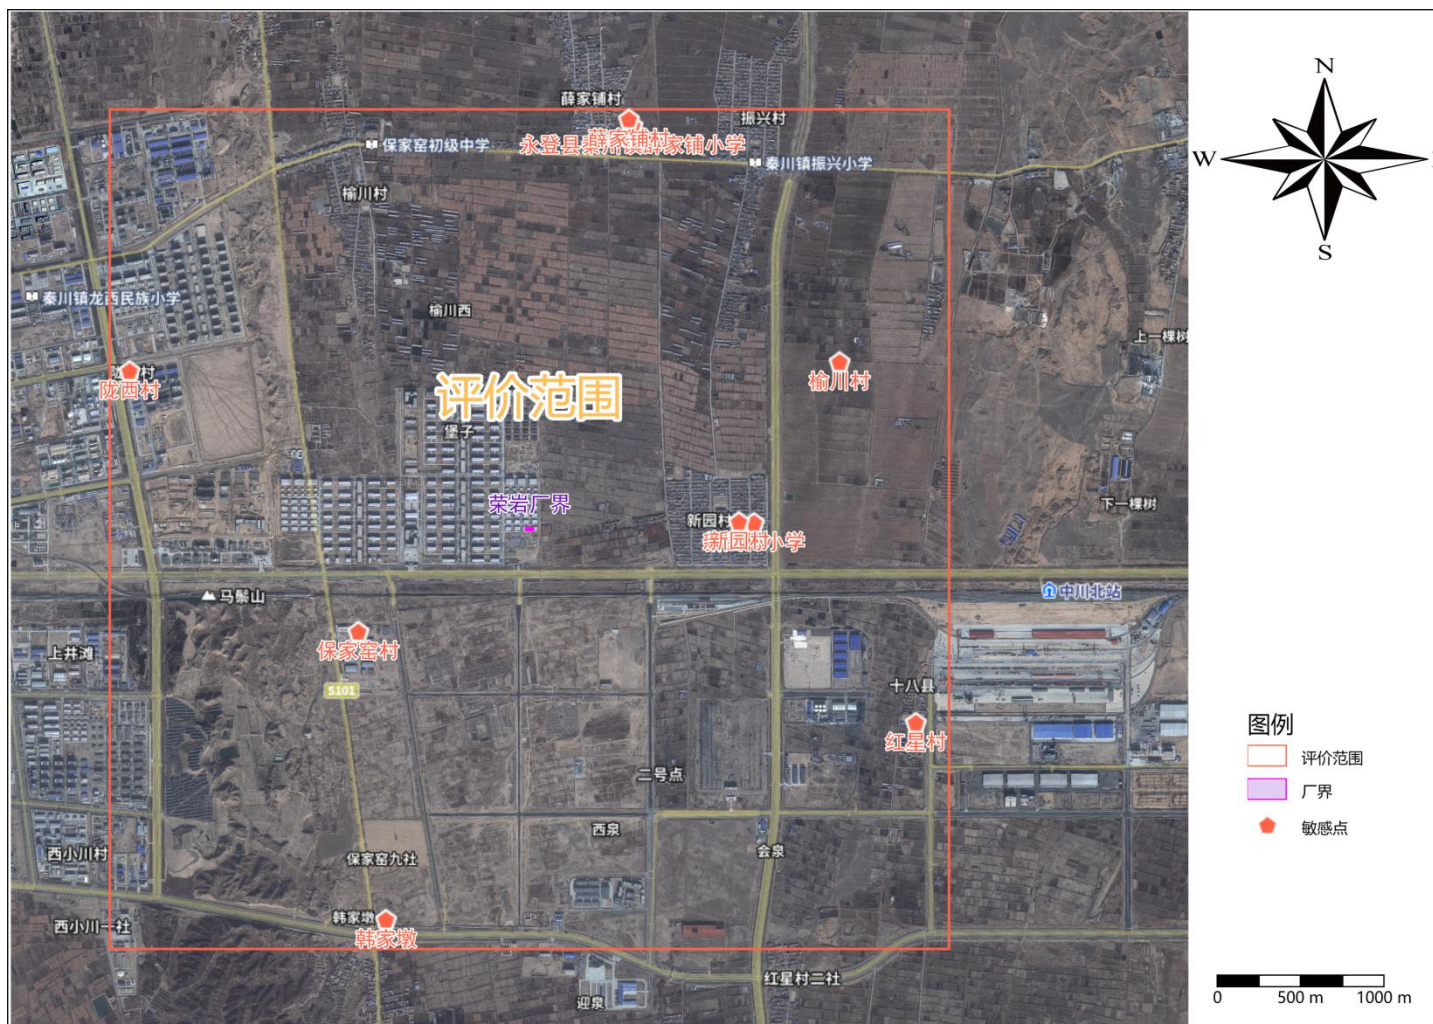 N
W
S
薛家铺村
振兴村
薛家铺村
永登县
家铺小学
保家窑初级中学
秦川镇振兴小学
榆川村
秦川镇龙西民族小学
榆川西
上一棵树
陇西村
榆川村
评价范围
堡子
荣岩厂界
下一棵树
新园村
新园村
小学
中川北站
马鬃山
保家窑村
上井滩
S101
十八县
红星村
二号点
西泉
会泉
西小川村
保家窑九社
韩家墩
韩家墩
西小川一社
红星村二社
迎泉
图例
评价范围
厂界
敏感点
0 500 m 1000 m